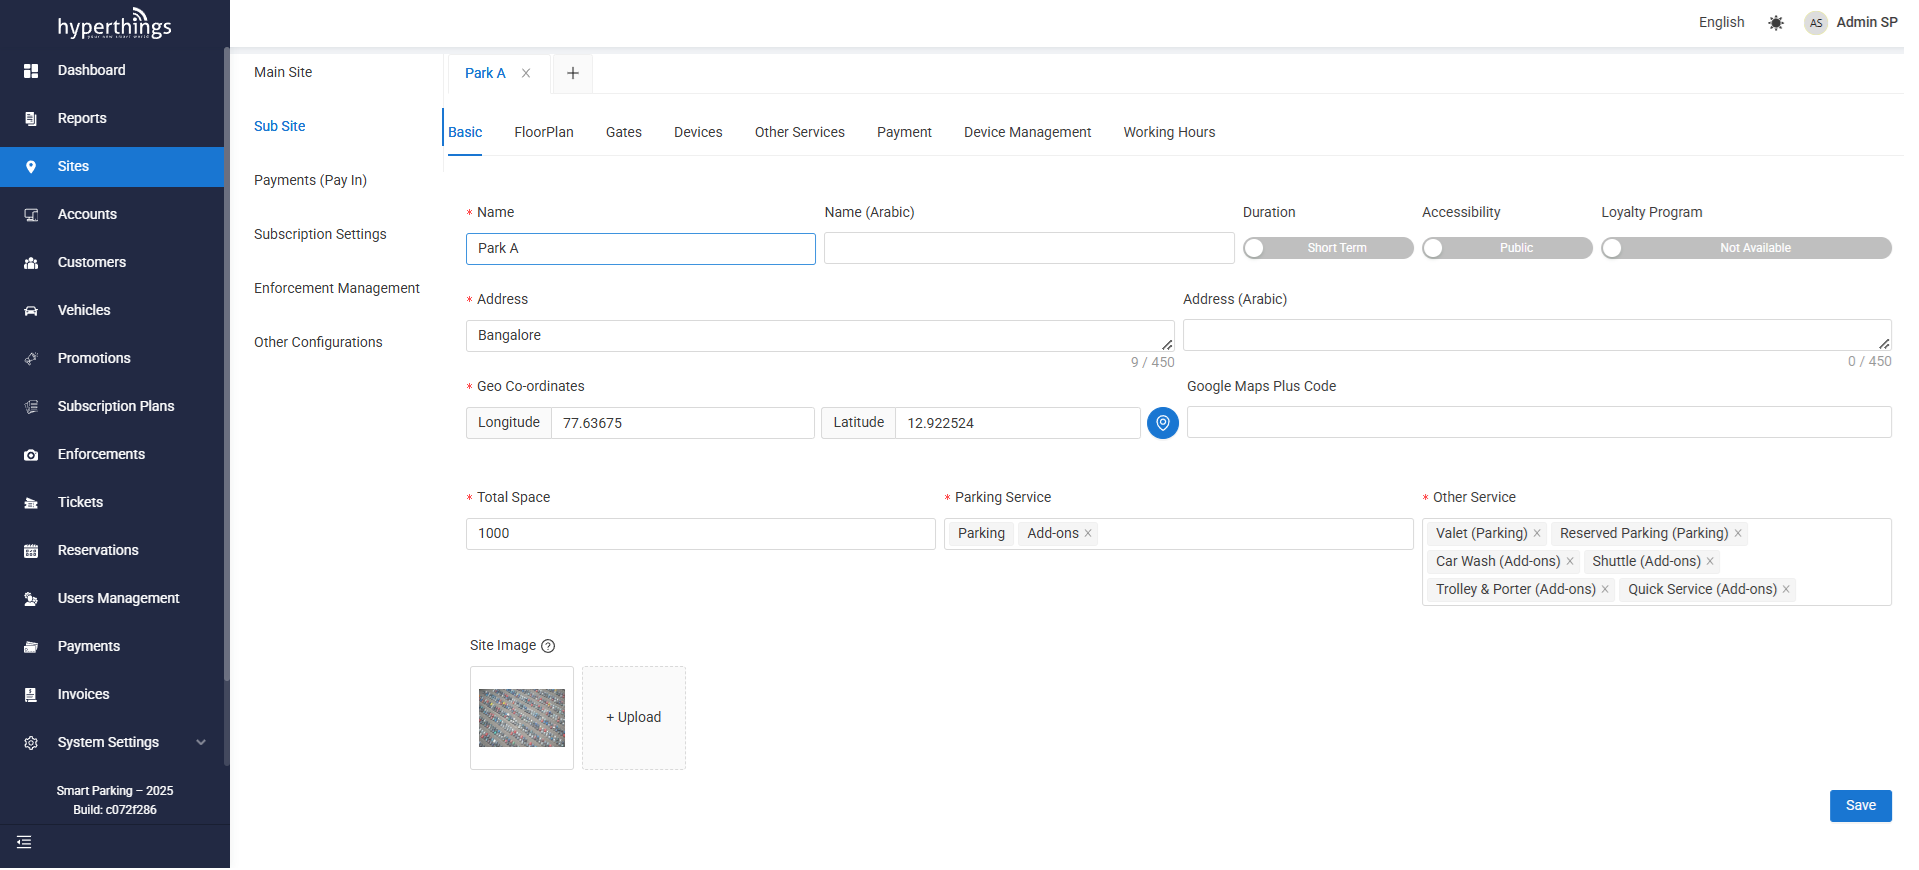 hyperthings
your new smart world
English
AS
Admin SP
Dashboard
Reports
Sites
Accounts
Customers
Vehicles
Promotions
Subscription Plans
Enforcements
Tickets
Reservations
Users Management
Payments
Invoices
System Settings
Smart Parking – 2025
Build: c072f286
Main Site
Sub Site
Payments (Pay In)
Subscription Settings
Enforcement Management
Other Configurations
Park A
Basic FloorPlan Gates Devices Other Services Payment Device Management Working Hours
* Name Name (Arabic) Duration Accessibility Loyalty Program
Park A Short Term Public Not Available
* Address Address (Arabic)
Bangalore
9 / 450 0 / 450
* Geo Co-ordinates Google Maps Plus Code
Longitude 77.63675 Latitude 12.922524
* Total Space * Parking Service * Other Service
1000 Parking Add-ons Valet (Parking) Reserved Parking (Parking)
Car Wash (Add-ons) Shuttle (Add-ons)
Trolley & Porter (Add-ons) Quick Service (Add-ons)
Site Image
+ Upload
Save